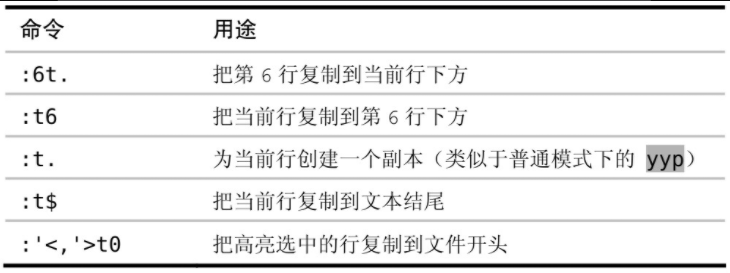 命令 用途
:6t. 把第 6 行复制到当前行下方
:t6 把当前行复制到第 6 行下方
:t. 为当前行创建一个副本（类似于普通模式下的 yyp）
:t$ 把当前行复制到文本结尾
:'<,'>t0 把高亮选中的行复制到文件开头